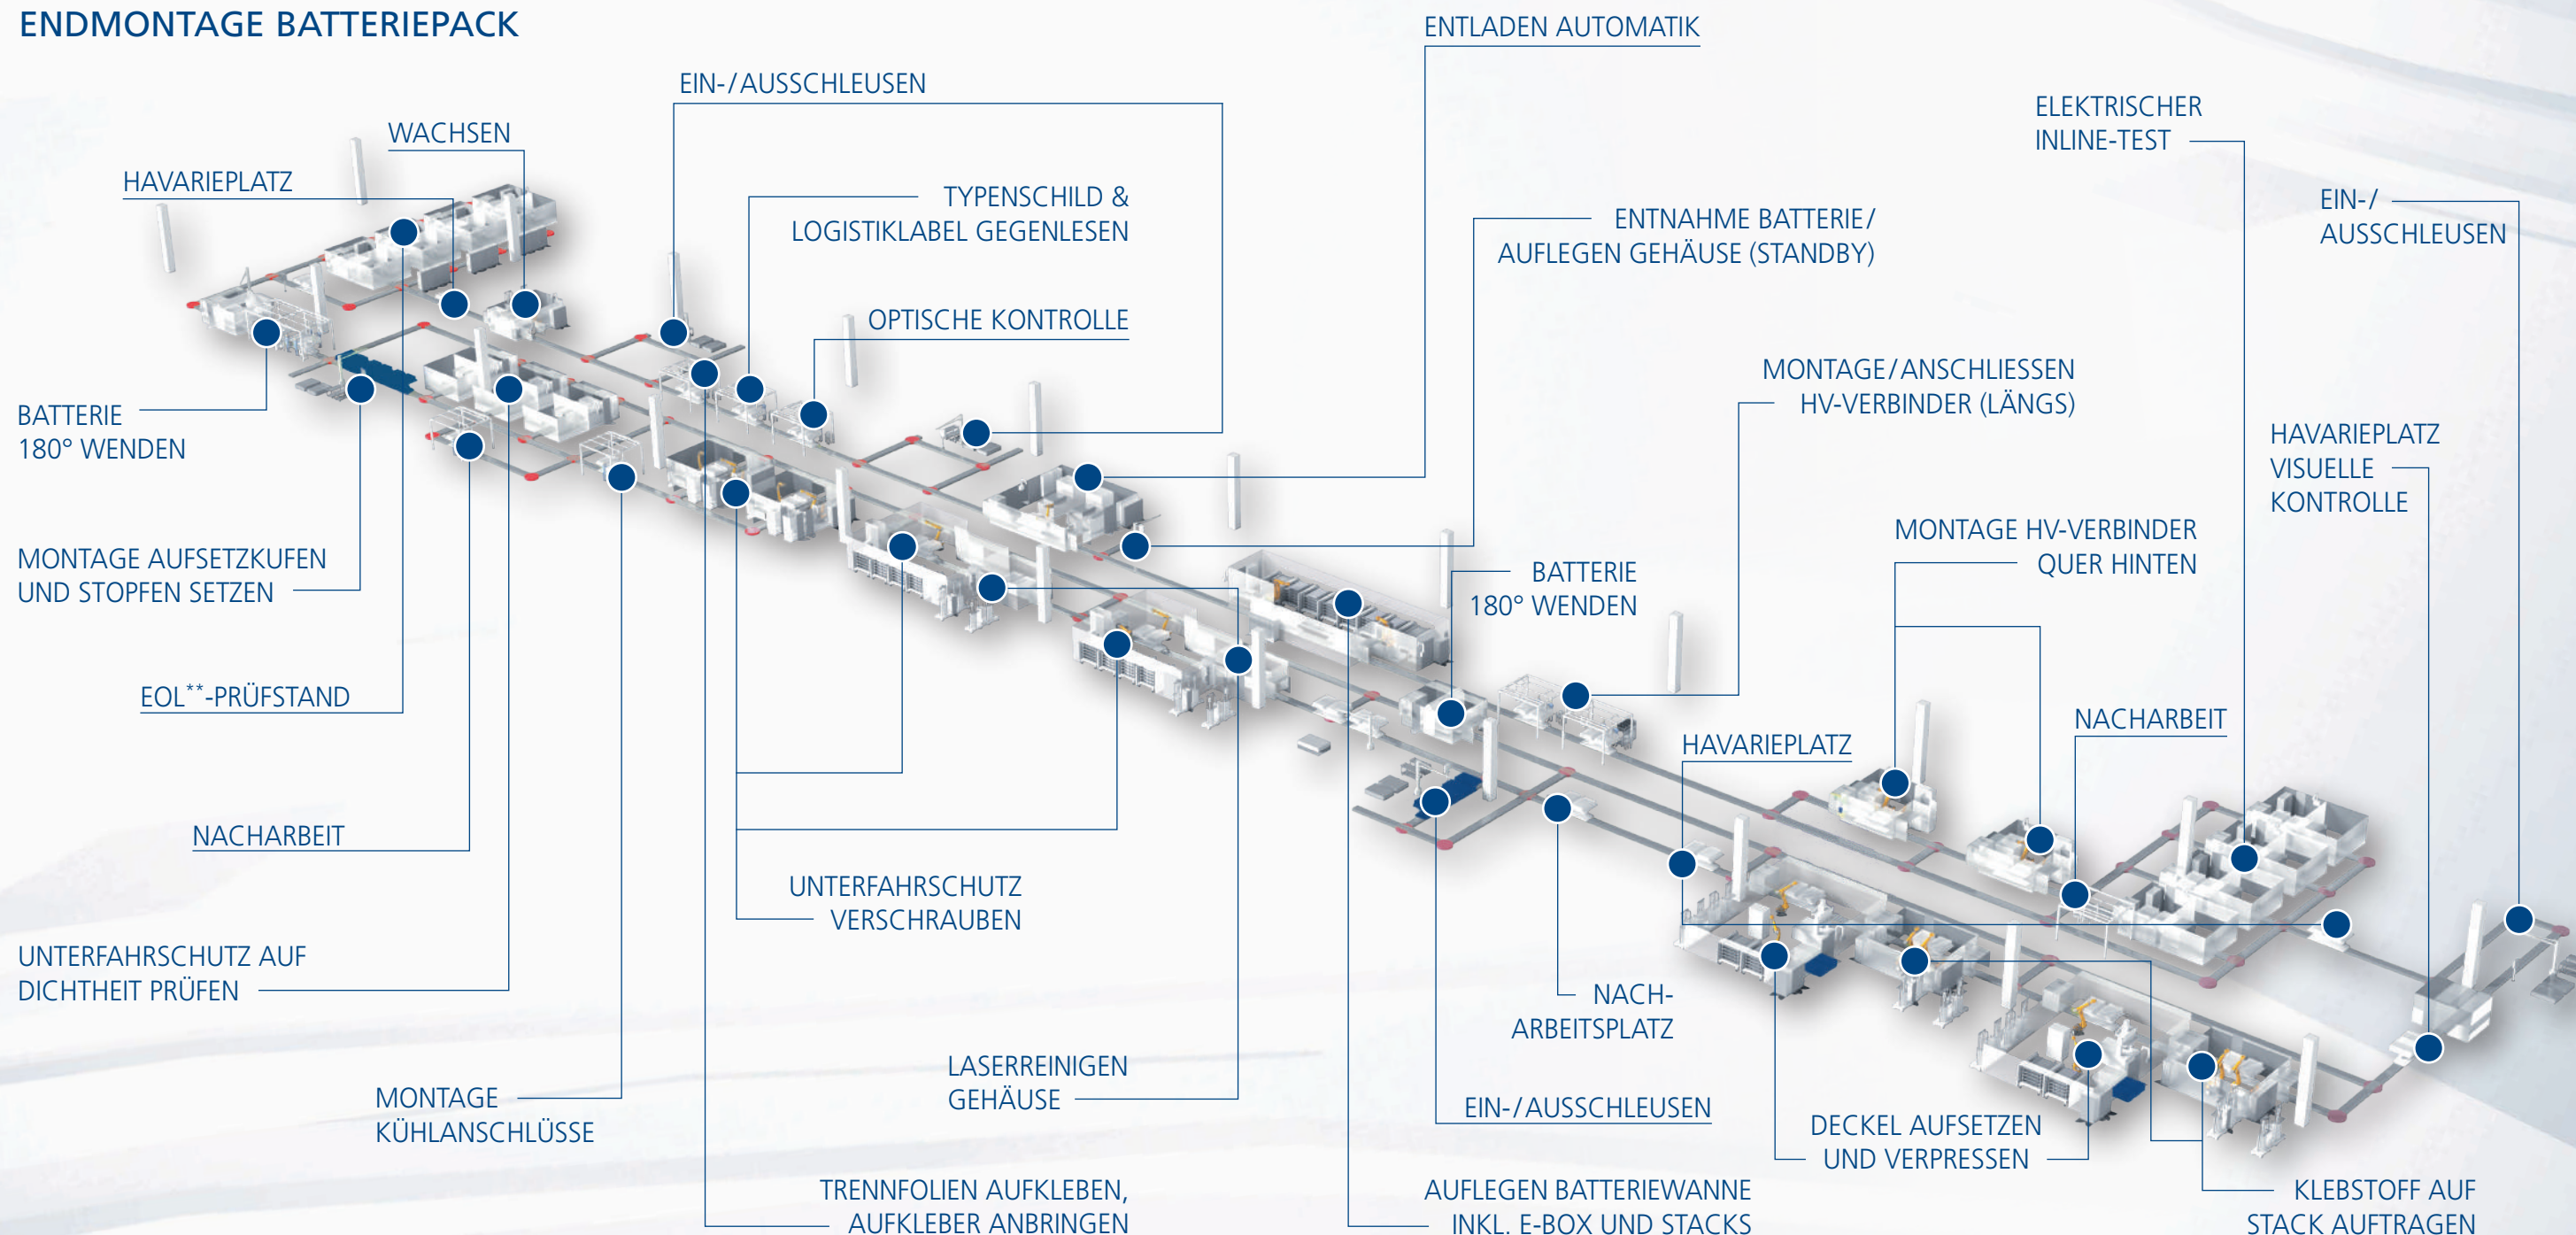 ENDMONTAGE BATTERIEPACK
ENTLADEN AUTOMATIK
EIN-/AUSSCHLEUSEN
ELEKTRISCHER
INLINE-TEST
WACHSEN
HAVARIEPLATZ
TYPENSCHILD &
LOGISTIKLABEL GEGENLESEN
ENTNAHME BATTERIE/
AUFLEGEN GEHÄUSE (STANDBY)
EIN-/
AUSSCHLEUSEN
OPTISCHE KONTROLLE
MONTAGE/ANSCHLIESSEN
HV-VERBINDER (LÄNGS)
BATTERIE
180° WENDEN
HAVARIEPLATZ
VISUELLE
KONTROLLE
MONTAGE HV-VERBINDER
QUER HINTEN
MONTAGE AUFSETZKUFEN
UND STOPFEN SETZEN
BATTERIE
180° WENDEN
EOL**-PRÜFSTAND
NACHARBEIT
HAVARIEPLATZ
NACHARBEIT
UNTERFAHRSCHUTZ
VERSCHRAUBEN
UNTERFAHRSCHUTZ AUF
DICHTHEIT PRÜFEN
NACH-
ARBEITSPLATZ
LASERREINIGEN
GEHÄUSE
MONTAGE
KÜHLANSCHLÜSSE
EIN-/AUSSCHLEUSEN
DECKEL AUFSETZEN
UND VERPRESSEN
TRENNFOLIEN AUFKLEBEN,
AUFKLEBER ANBRINGEN
AUFLEGEN BATTERIEWANNE
INKL. E-BOX UND STACKS
KLEBSTOFF AUF
STACK AUFTRAGEN